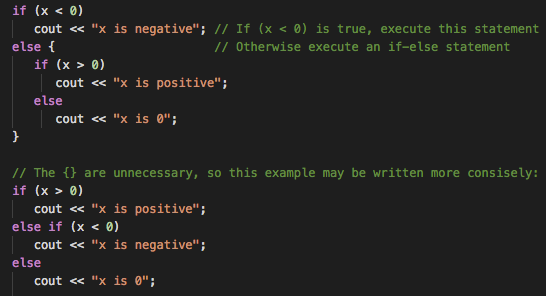 if (x < 0)
cout << "x is negative"; // If (x < 0) is true, execute this statement
else { // Otherwise execute an if-else statement
if (x > 0)
cout << "x is positive";
else
cout << "x is 0";
}
// The {} are unnecessary, so this example may be written more consisely:
if (x > 0)
cout << "x is positive";
else if (x < 0)
cout << "x is negative";
else
cout << "x is 0";